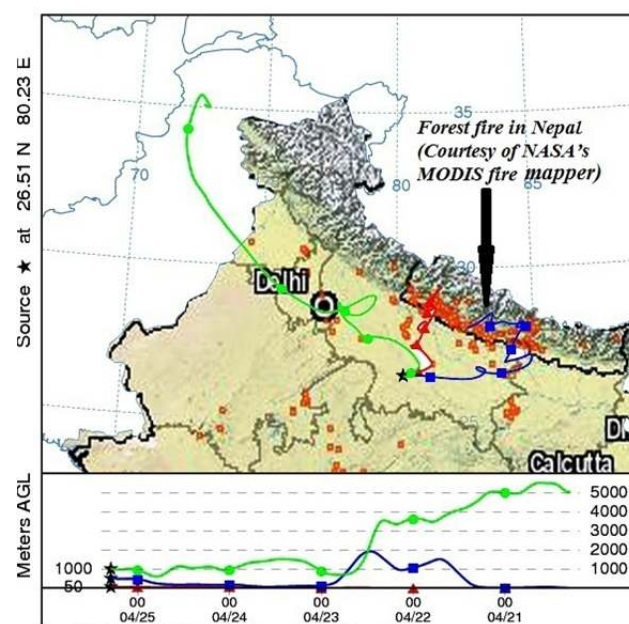 Source ★ at 26.51 N 80.23 E
35
Forest fire in Nepal
(Courtesy of NASA's
MODIS fire mapper)
70
80
85
Delhi
Calcutta
Meters AGL
5000
4000
3000
2000
1000
1000
50
00 00 00 00 00
04/25 04/24 04/23 04/22 04/21